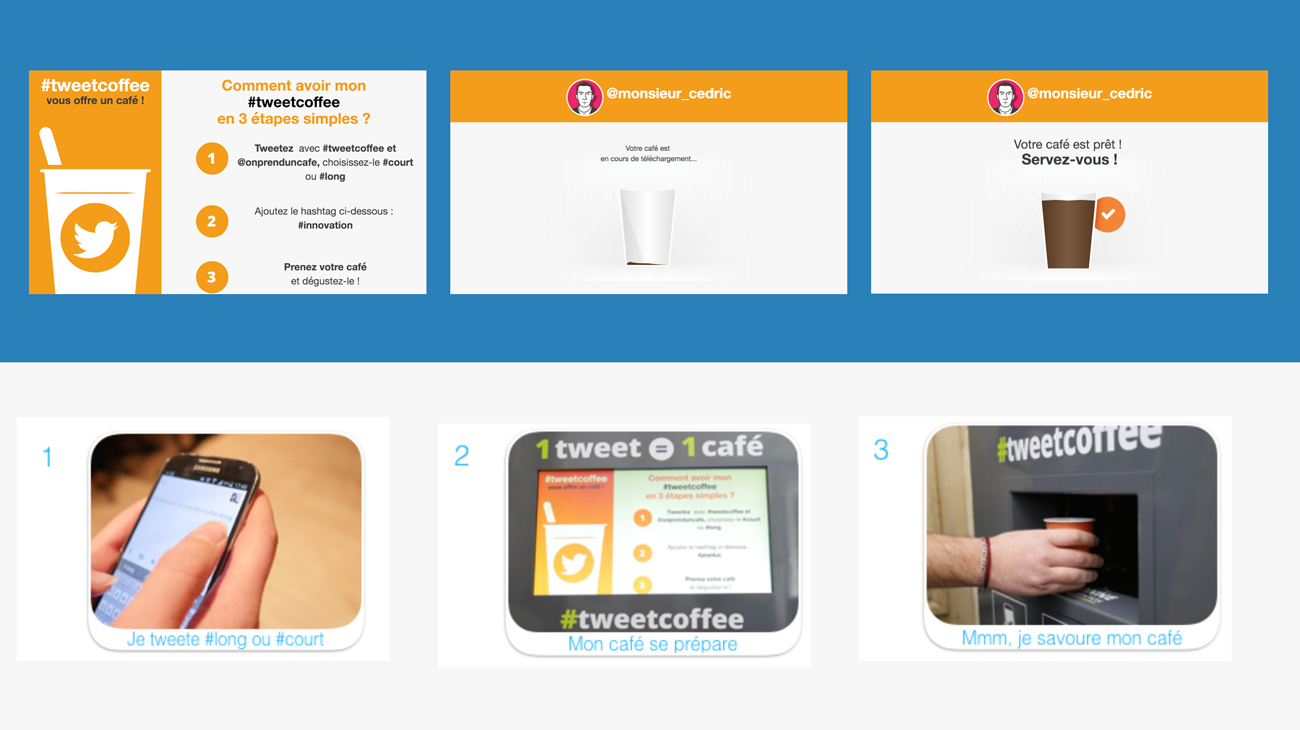 #tweetcoffee
vous offre un café !
Comment avoir mon
#tweetcoffee
en 3 étapes simples ?
1
Tweetez avec #tweetcoffee et
@onprenduncafe, choisissez-le #court
ou #long
2
Ajoutez le hashtag ci-dessous :
#innovation
3
Prenez votre café
et dégustez-le !
@monsieur_cedric
Votre café est
en cours de téléchargement...
@monsieur_cedric
Votre café est prêt !
Servez-vous !
1
SAMSUNG
Je tweete #long ou #court
2
1 tweet = 1 café
#tweetcoffee
vous offre un café !
Comment avoir mon
#tweetcoffee
en 3 étapes simples ?
1
Tweetez avec #tweetcoffee et
@onprenduncafe, choisissez-le #court
ou #long
2
Ajoutez le hashtag ci-dessous :
3
Prenez votre café
et dégustez-le !
#tweetcoffee
Mon café se prépare
3
#tweetcoffee
Mmm, je savoure mon café